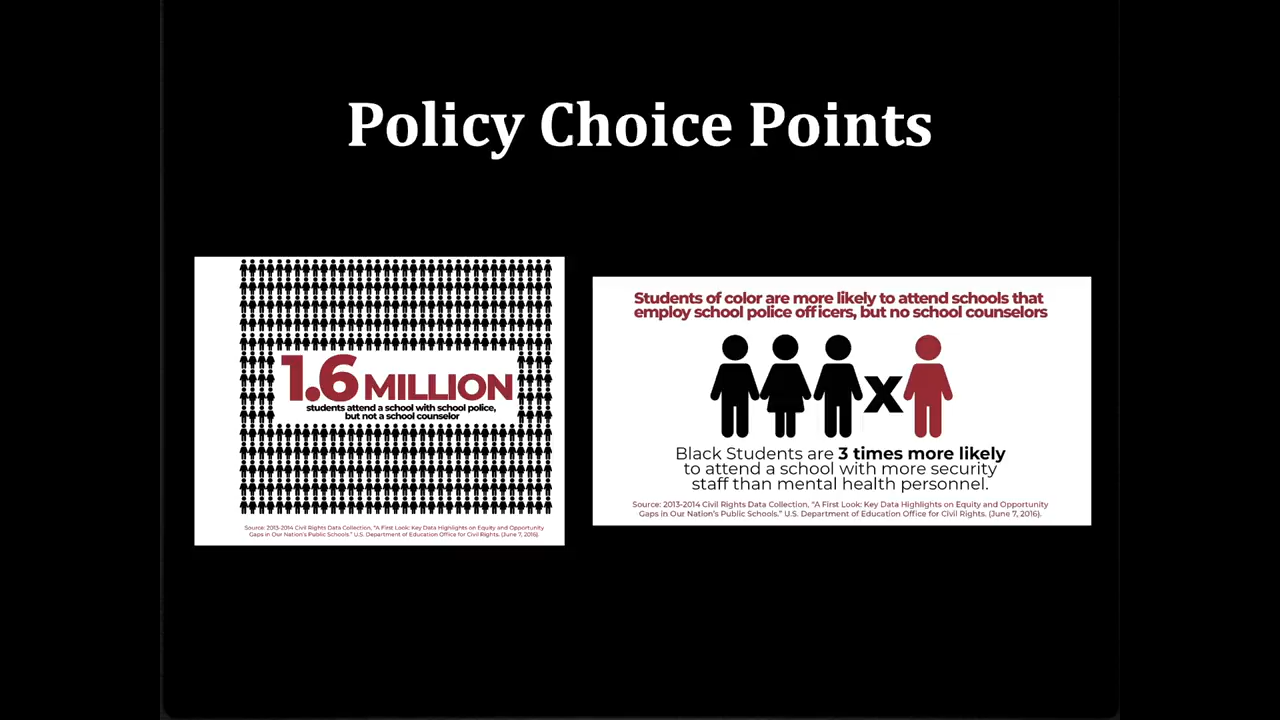 Policy Choice Points
1.6 MILLION
students attend a school with school police,
but not a school counselor
Source: 2013-2014 Civil Rights Data Collection, "A First Look: Key Data Highlights on Equity and Opportunity
Gaps in Our Nation's Public Schools." U.S. Department of Education Office for Civil Rights. (June 7, 2016).
Students of color are more likely to attend schools that
employ school police officers, but no school counselors
x
Black Students are 3 times more likely
to attend a school with more security
staff than mental health personnel.
Source: 2013-2014 Civil Rights Data Collection, "A First Look: Key Data Highlights on Equity and Opportunity
Gaps in Our Nation's Public Schools." U.S. Department of Education Office for Civil Rights. (June 7, 2016).